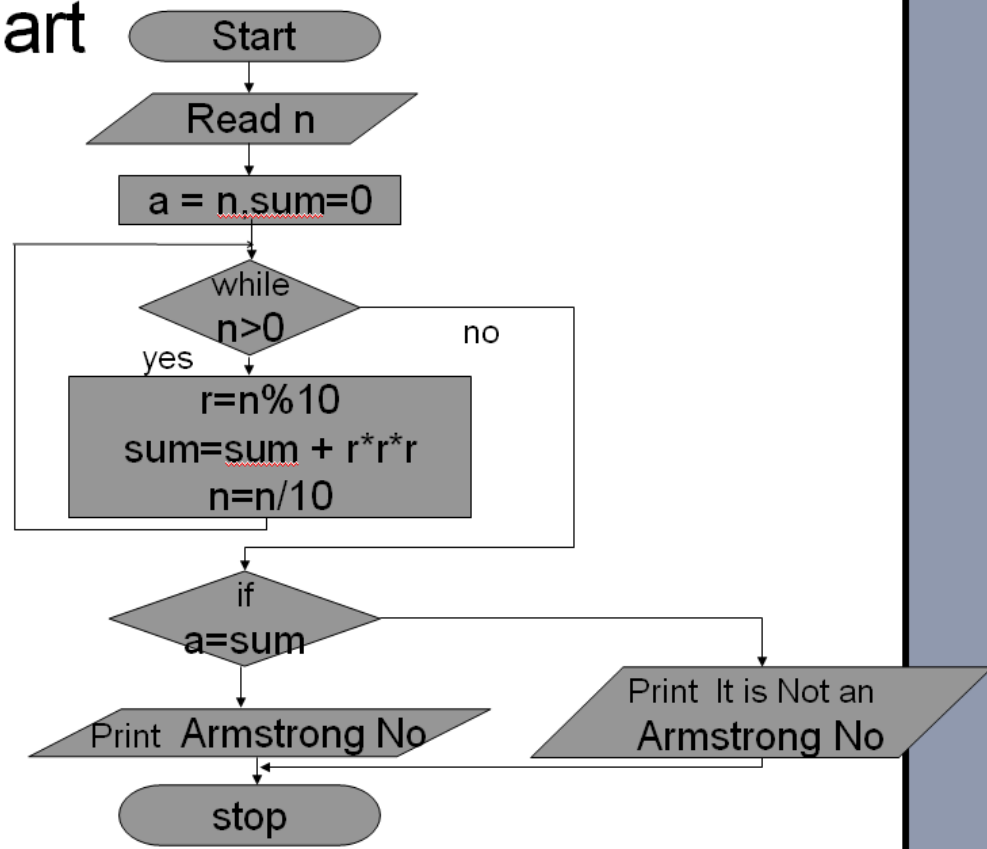 art
Start
Read n
a = n,sum=0
while
n>0
no
yes
r=n%10
sum=sum + r*r*r
n=n/10
if
a=sum
Print It is Not an
Armstrong No
Print Armstrong No
stop